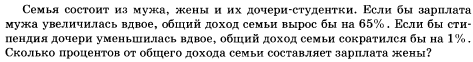 Семья состоит из мужа, жены и их дочери-студентки. Если бы зарплата
мужа увеличилась вдвое, общий доход семьи вырос бы на 65%. Если бы сти-
пендия дочери уменьшилась вдвое, общий доход семьи сократился бы на 1%.
Сколько процентов от общего дохода семьи составляет зарплата жены?